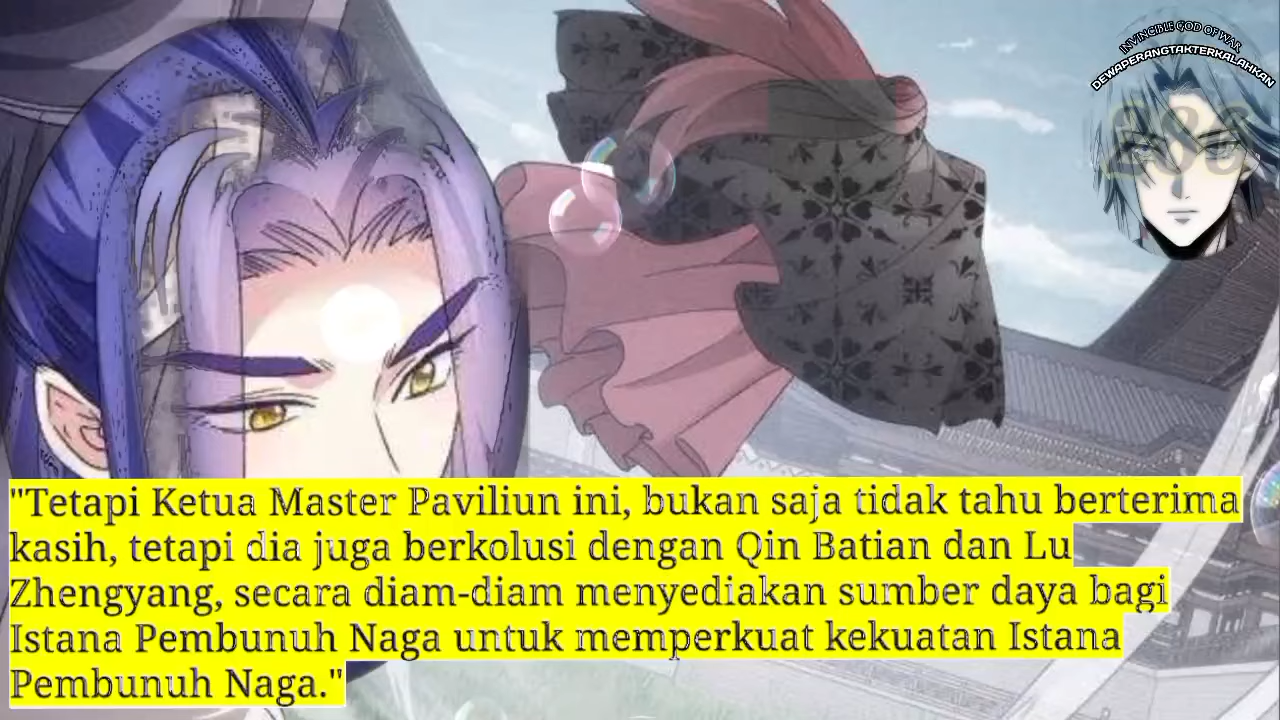 INVINCIBLE GOD OF WAR
DEWAPERANGTAKTERKALAHKAN
"Tetapi Ketua Master Paviliun ini, bukan saja tidak tahu berterima
kasih, tetapi dia juga berkolusi dengan Qin Batian dan Lu
Zhengyang, secara diam-diam menyediakan sumber daya bagi
Istana Pembunuh Naga untuk memperkuat kekuatan Istana
Pembunuh Naga."